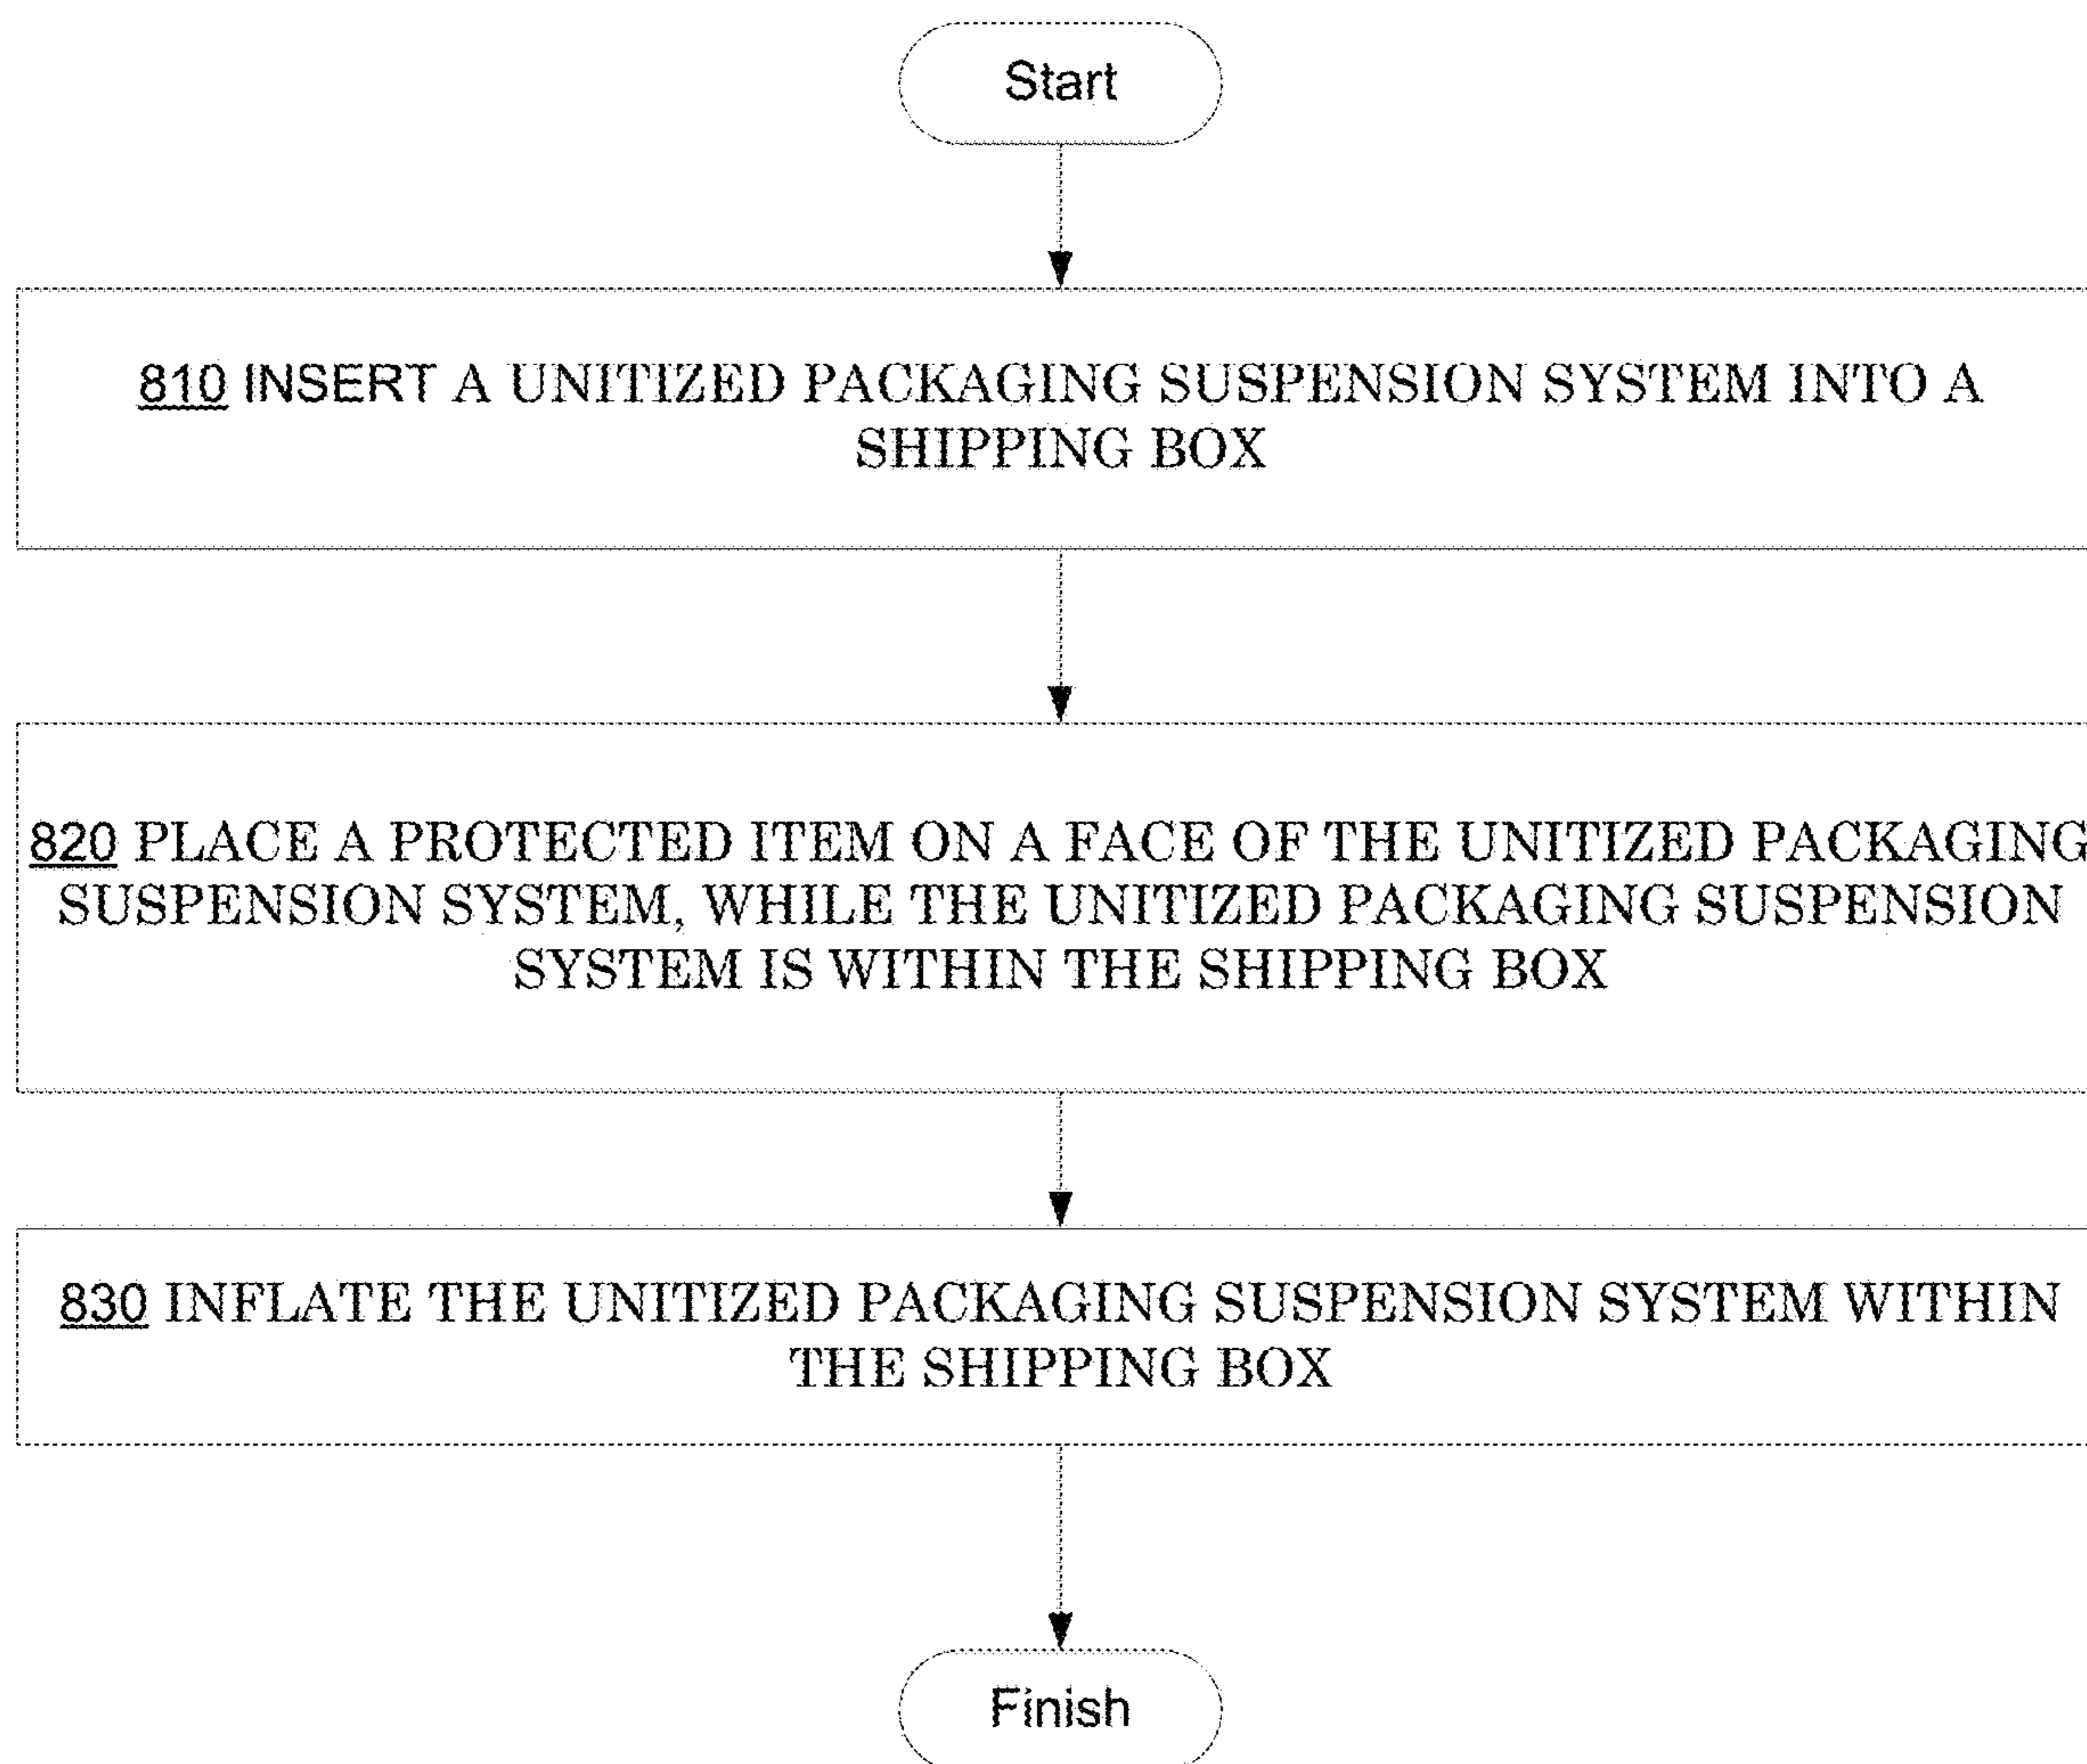 Start
810 INSERT A UNITIZED PACKAGING SUSPENSION SYSTEM INTO A
SHIPPING BOX
820 PLACE A PROTECTED ITEM ON A FACE OF THE UNITIZED PACKAGING
SUSPENSION SYSTEM, WHILE THE UNITIZED PACKAGING SUSPENSION
SYSTEM IS WITHIN THE SHIPPING BOX
830 INFLATE THE UNITIZED PACKAGING SUSPENSION SYSTEM WITHIN
THE SHIPPING BOX
Finish